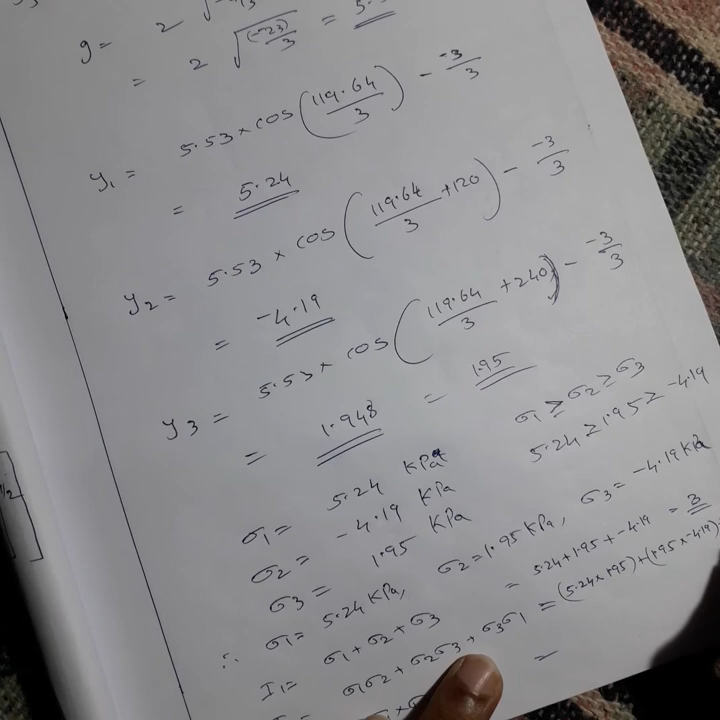 g = 2 √
= 2 √((-23)/3) = 5.
y₁ = 5.53 × cos(119.64/3) - -3/3
= 5.24
y₂ = 5.53 × cos(119.64/3 + 120) - -3/3
= -4.19
y₃ = 5.53 × cos(119.64/3 + 240) - -3/3
= 1.948 = 1.95
σ1 ≥ σ2 ≥ σ3
5.24 ≥ 1.95 ≥ -4.19
σ1 = 5.24 KPa
σ2 = -4.19 KPa
σ3 = 1.95 KPa
∴ σ1 = 5.24 KPa, σ2 = 1.95 KPa, σ3 = -4.19 KPa
I1 = σ1 + σ2 + σ3 = 5.24 + 1.95 + -4.19 = 3
σ1σ2 + σ2σ3 + σ3σ1 = (5.24 × 1.95) + (1.95 × -4.19)
=